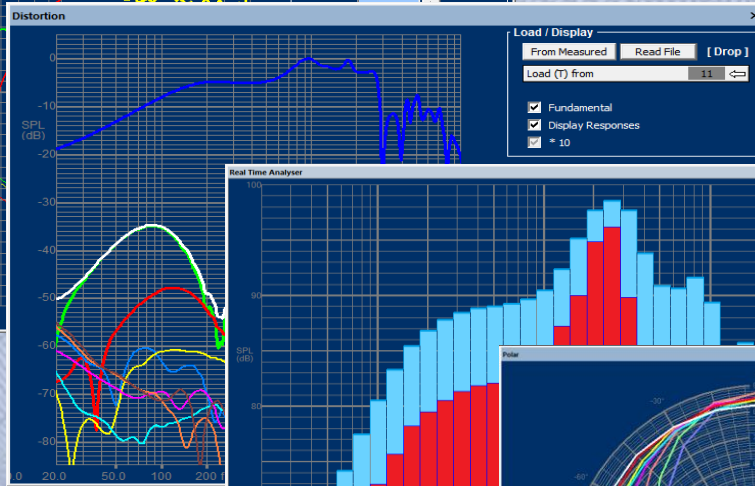 Distortion
Load / Display
From Measured
Read File
[ Drop ]
Load (T) from
11
Fundamental
Display Responses
* 10
0
-10
SPL
(dB)
-20
-30
-40
-50
-60
-70
-80
20.0
50.0
100
200
Real Time Analyser
100
90
SPL
(dB)
80
Polar
-30°
-60°